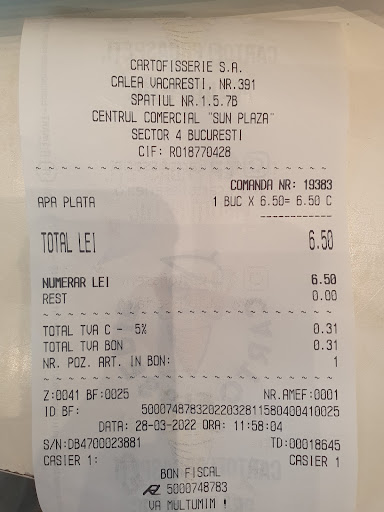 CARTOFISSERIE S.A.
CALEA VACARESTI, NR.391
SPATIUL NR.1.5.7B
CENTRUL COMERCIAL "SUN PLAZA"
SECTOR 4 BUCURESTI
CIF: RO18770428
COMANDA NR: 19383
APA PLATA 1 BUC X 6.50= 6.50 C
TOTAL LEI 6.50
NUMERAR LEI 6.50
REST 0.00
TOTAL TVA C - 5% 0.31
TOTAL TVA BON 0.31
NR. POZ. ART. IN BON: 1
Z:0041 BF:0025 NR.AMEF:0001
ID BF: 50007487832022032811580400410025
DATA: 28-03-2022 ORA: 11:58:04
S/N:DB4700023881 TD:00018645
CASIER 1: CASIER 1
BON FISCAL
5000748783
VA MULTUMIM !